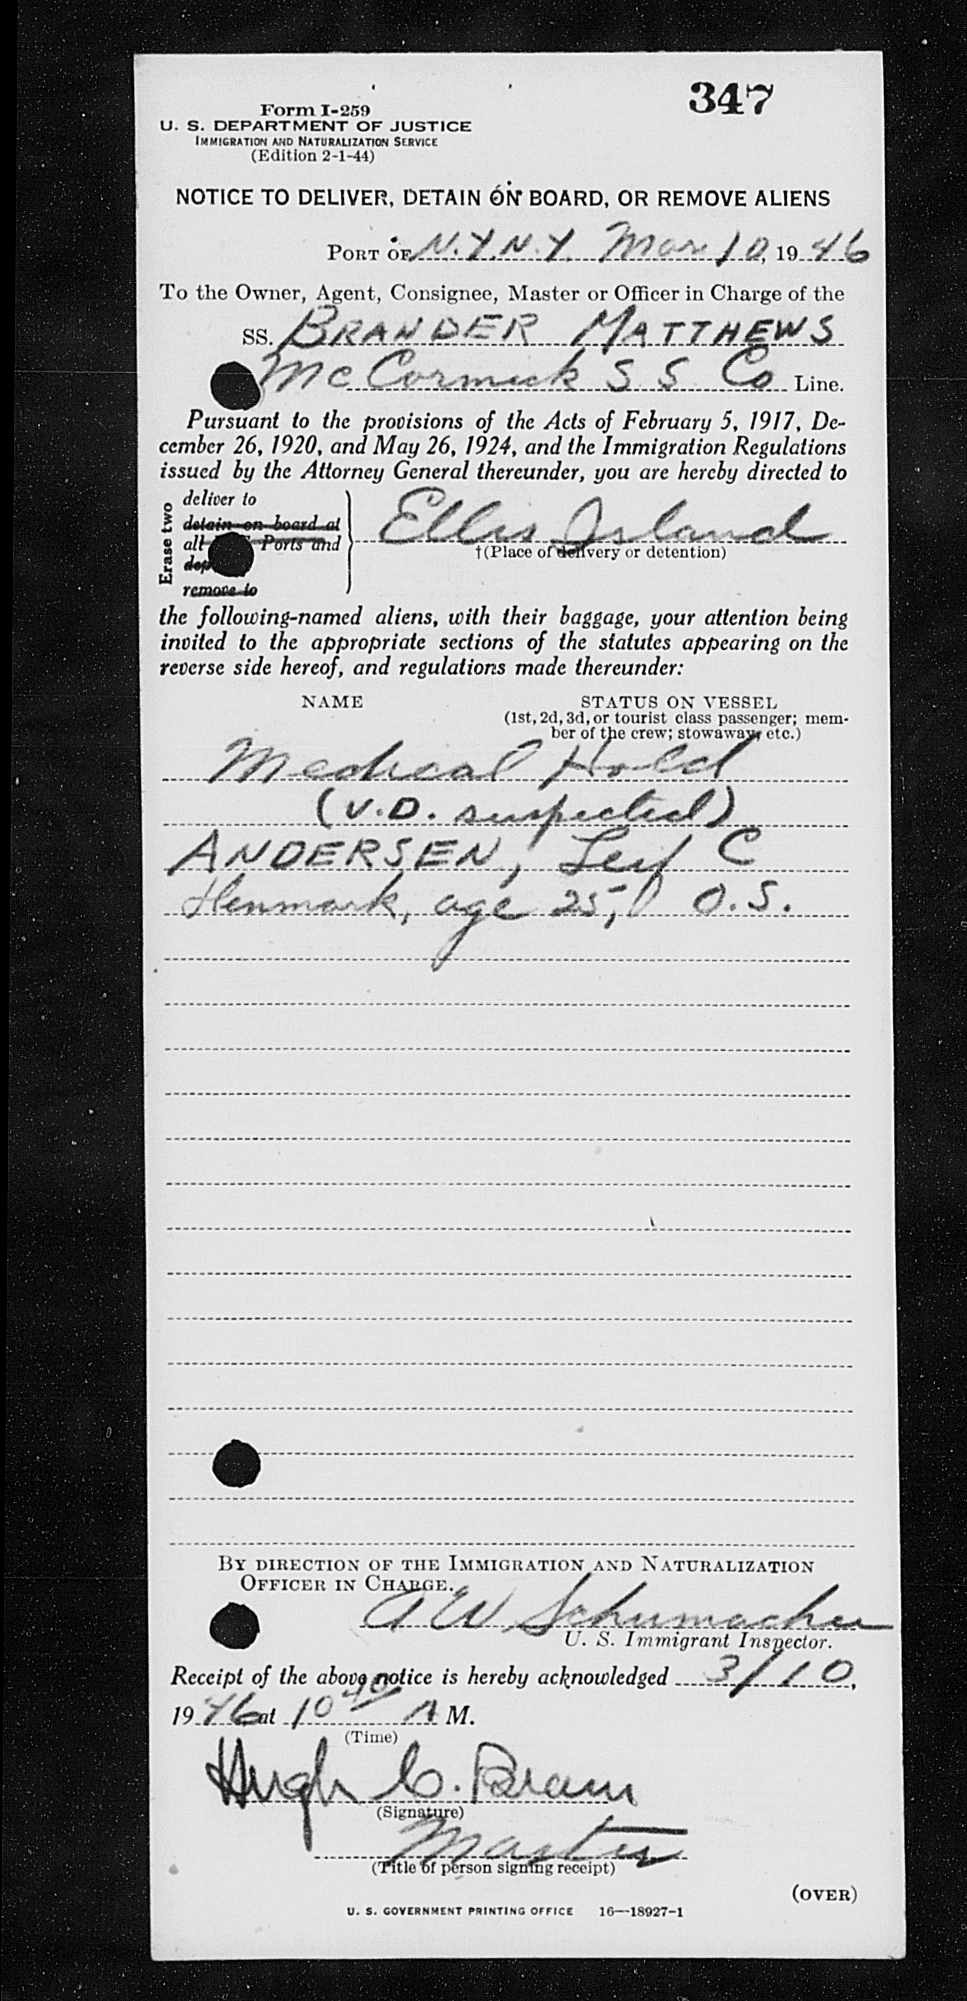 347
Form I-259
U. S. DEPARTMENT OF JUSTICE
IMMIGRATION AND NATURALIZATION SERVICE
(Edition 2-1-44)
NOTICE TO DELIVER, DETAIN ON BOARD, OR REMOVE ALIENS
PORT OF N.Y.N.Y. Mar 10, 1946
To the Owner, Agent, Consignee, Master or Officer in Charge of the
SS. BRANDER MATTHEWS
McCormick S S Co Line.
Pursuant to the provisions of the Acts of February 5, 1917, De-
cember 26, 1920, and May 26, 1924, and the Immigration Regulations
issued by the Attorney General thereunder, you are hereby directed to
Erase two
deliver to
detain on board at
all Ports and
remove to
Ellis Island
†(Place of delivery or detention)
the following-named aliens, with their baggage, your attention being
invited to the appropriate sections of the statutes appearing on the
reverse side hereof, and regulations made thereunder:
NAME STATUS ON VESSEL
(1st, 2d, 3d, or tourist class passenger; mem-
ber of the crew; stowaway, etc.)
Medical Hold
(V.D. suspected)
ANDERSEN, Leif C
Denmark, age 25, O.S.
BY DIRECTION OF THE IMMIGRATION AND NATURALIZATION
OFFICER IN CHARGE.
A W Schumacher
U. S. Immigrant Inspector.
Receipt of the above notice is hereby acknowledged 3/10,
1946 at 10 40 A M.
(Time)
Hugh C. Beam
(Signature)
Master
(Title of person signing receipt)
(OVER)
U. S. GOVERNMENT PRINTING OFFICE 16—18927-1